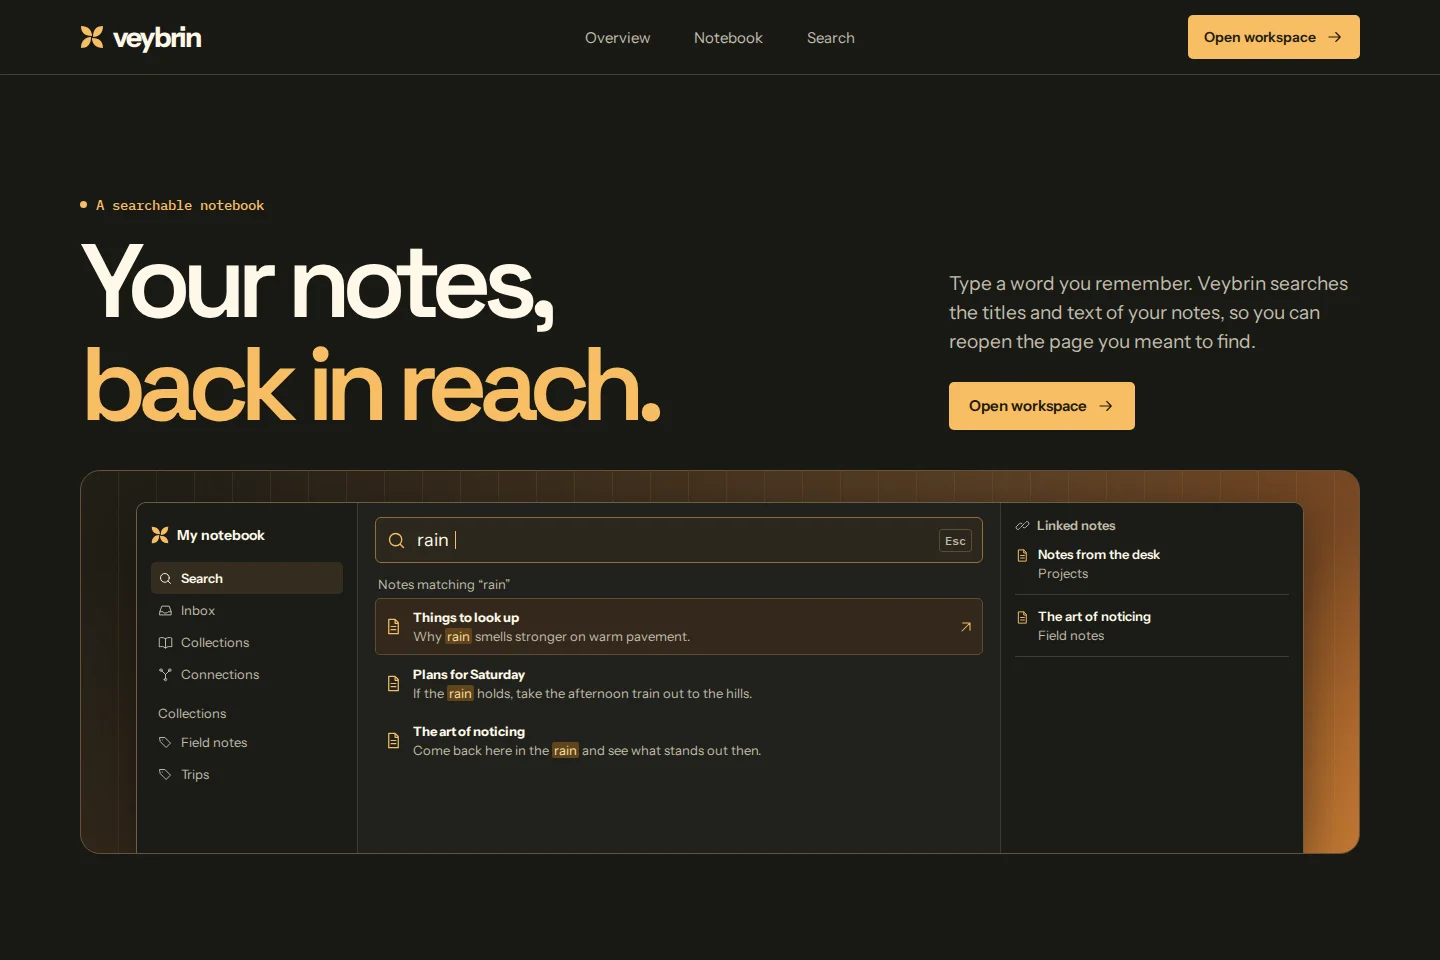 veybrin
Overview
Notebook
Search
Open workspace
A searchable notebook
Your notes,
back in reach.
Type a word you remember. Veybrin searches
the titles and text of your notes, so you can
reopen the page you meant to find.
Open workspace
My notebook
Search
Inbox
Collections
Connections
Collections
Field notes
Trips
rain
Esc
Notes matching “rain”
Things to look up
Why rain smells stronger on warm pavement.
Plans for Saturday
If the rain holds, take the afternoon train out to the hills.
The art of noticing
Come back here in the rain and see what stands out then.
Linked notes
Notes from the desk
Projects
The art of noticing
Field notes